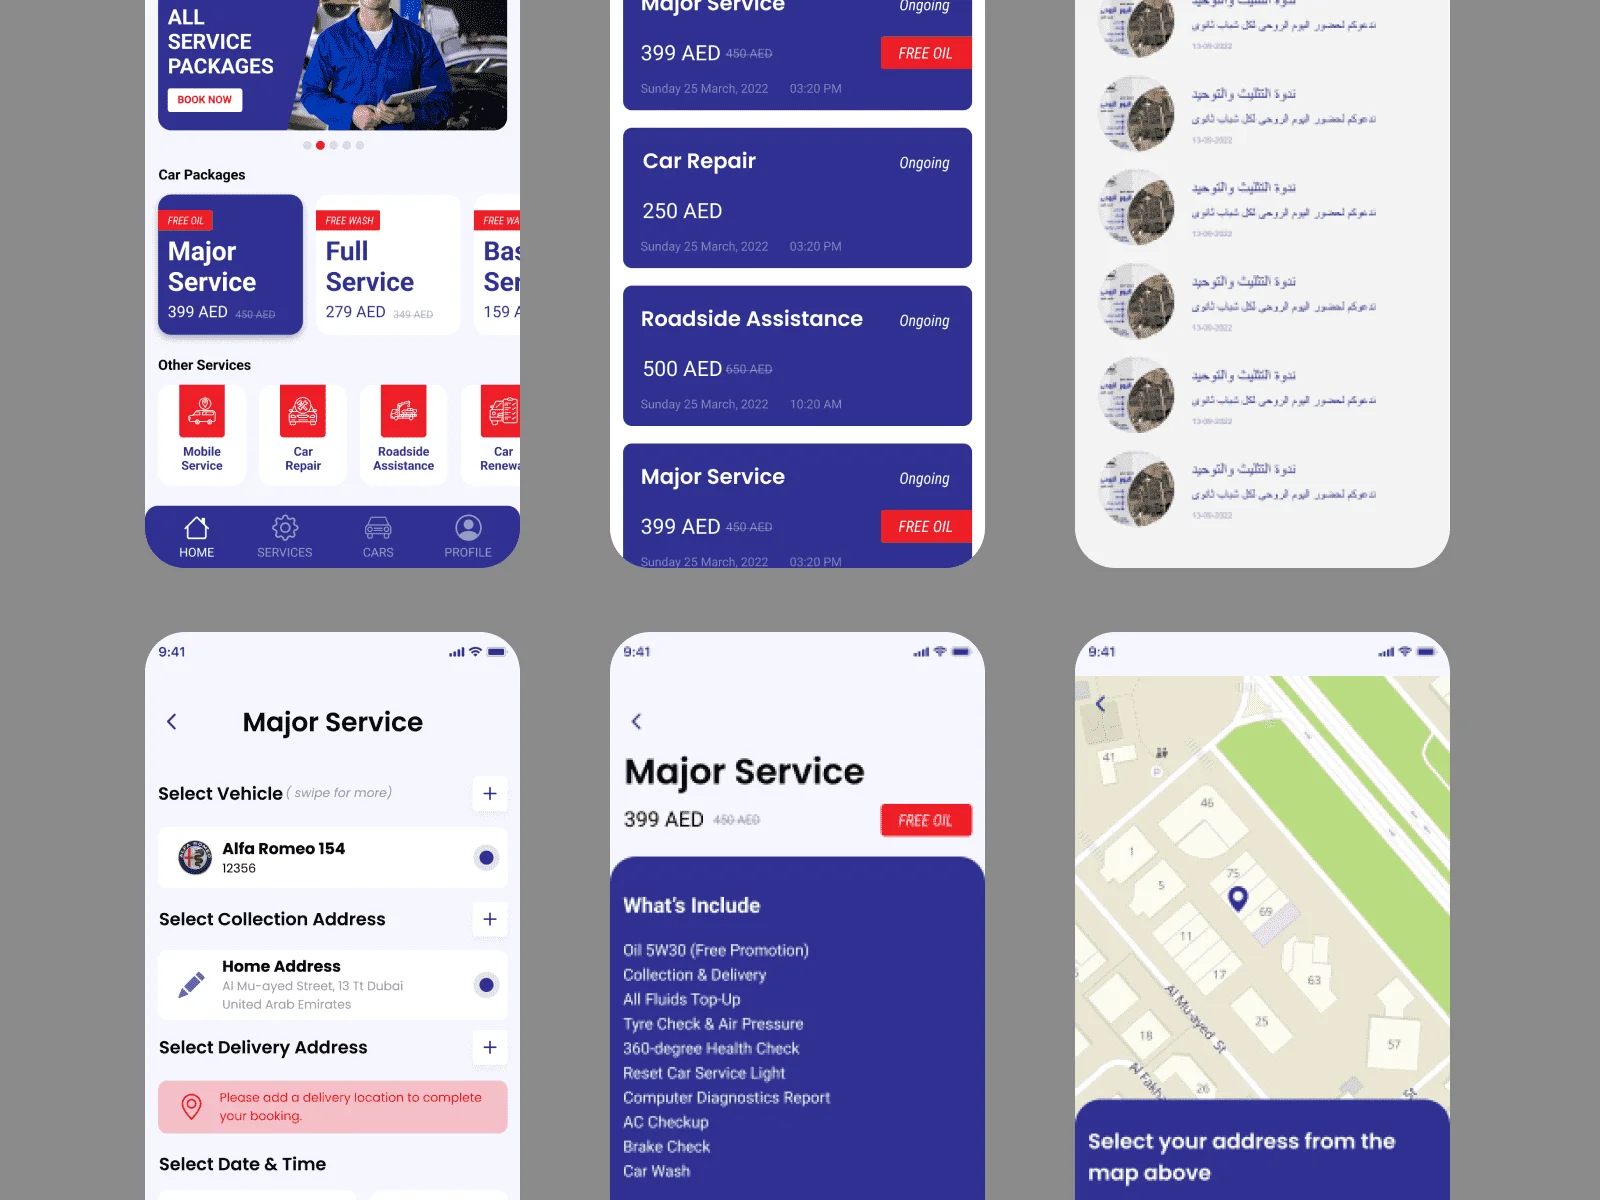 ALL
SERVICE
PACKAGES
BOOK NOW
Car Packages
FREE OIL
Major
Service
399 AED 450 AED
FREE WASH
Full
Service
279 AED 349 AED
FREE WA
Bas
Ser
159 A
Other Services
Mobile
Service
Car
Repair
Roadside
Assistance
Car
Renewa
HOME
SERVICES
CARS
PROFILE
Major Service
Ongoing
399 AED 450 AED
FREE OIL
Sunday 25 March, 2022 03:20 PM
Car Repair
Ongoing
250 AED
Sunday 25 March, 2022 03:20 PM
Roadside Assistance
Ongoing
500 AED 650 AED
Sunday 25 March, 2022 10:20 AM
Major Service
Ongoing
399 AED 450 AED
FREE OIL
Sunday 25 March, 2022 03:20 PM
ندوة التثليث والتوحيد
ندعوكم لحضور اليوم الروحي لكل شباب ثانوي
13-09-2022
ندوة التثليث والتوحيد
ندعوكم لحضور اليوم الروحي لكل شباب ثانوي
13-09-2022
ندوة التثليث والتوحيد
ندعوكم لحضور اليوم الروحي لكل شباب ثانوي
13-09-2022
ندوة التثليث والتوحيد
ندعوكم لحضور اليوم الروحي لكل شباب ثانوي
13-09-2022
ندوة التثليث والتوحيد
ندعوكم لحضور اليوم الروحي لكل شباب ثانوي
13-09-2022
ندوة التثليث والتوحيد
ندعوكم لحضور اليوم الروحي لكل شباب ثانوي
13-09-2022
9:41
Major Service
Select Vehicle ( swipe for more)
Alfa Romeo 154
12356
Select Collection Address
Home Address
Al Mu-ayed Street, 13 Tt Dubai
United Arab Emirates
Select Delivery Address
Please add a delivery location to complete
your booking.
Select Date & Time
9:41
Major Service
399 AED 450 AED
FREE OIL
What's Include
Oil 5W30 (Free Promotion)
Collection & Delivery
All Fluids Top-Up
Tyre Check & Air Pressure
360-degree Health Check
Reset Car Service Light
Computer Diagnostics Report
AC Checkup
Brake Check
Car Wash
9:41
41
P
46
1
5
75
69
11
17
63
25
18
57
26
Al Mu-ayed St
Al Fakh
St
Select your address from the
map above